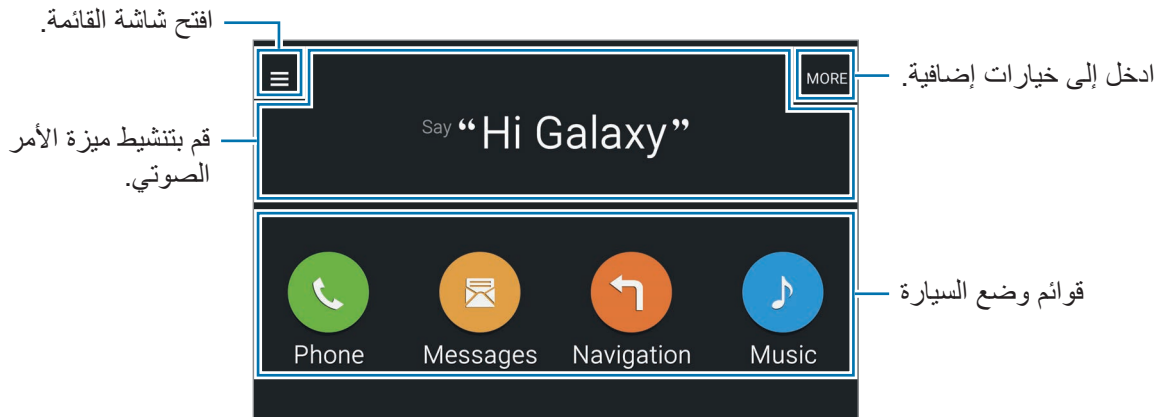 افتح شاشة القائمة.
MORE
ادخل إلى خيارات إضافية.
Say “Hi Galaxy”
قم بتنشيط ميزة الأمر
الصوتي.
قوائم وضع السيارة
Phone Messages Navigation Music